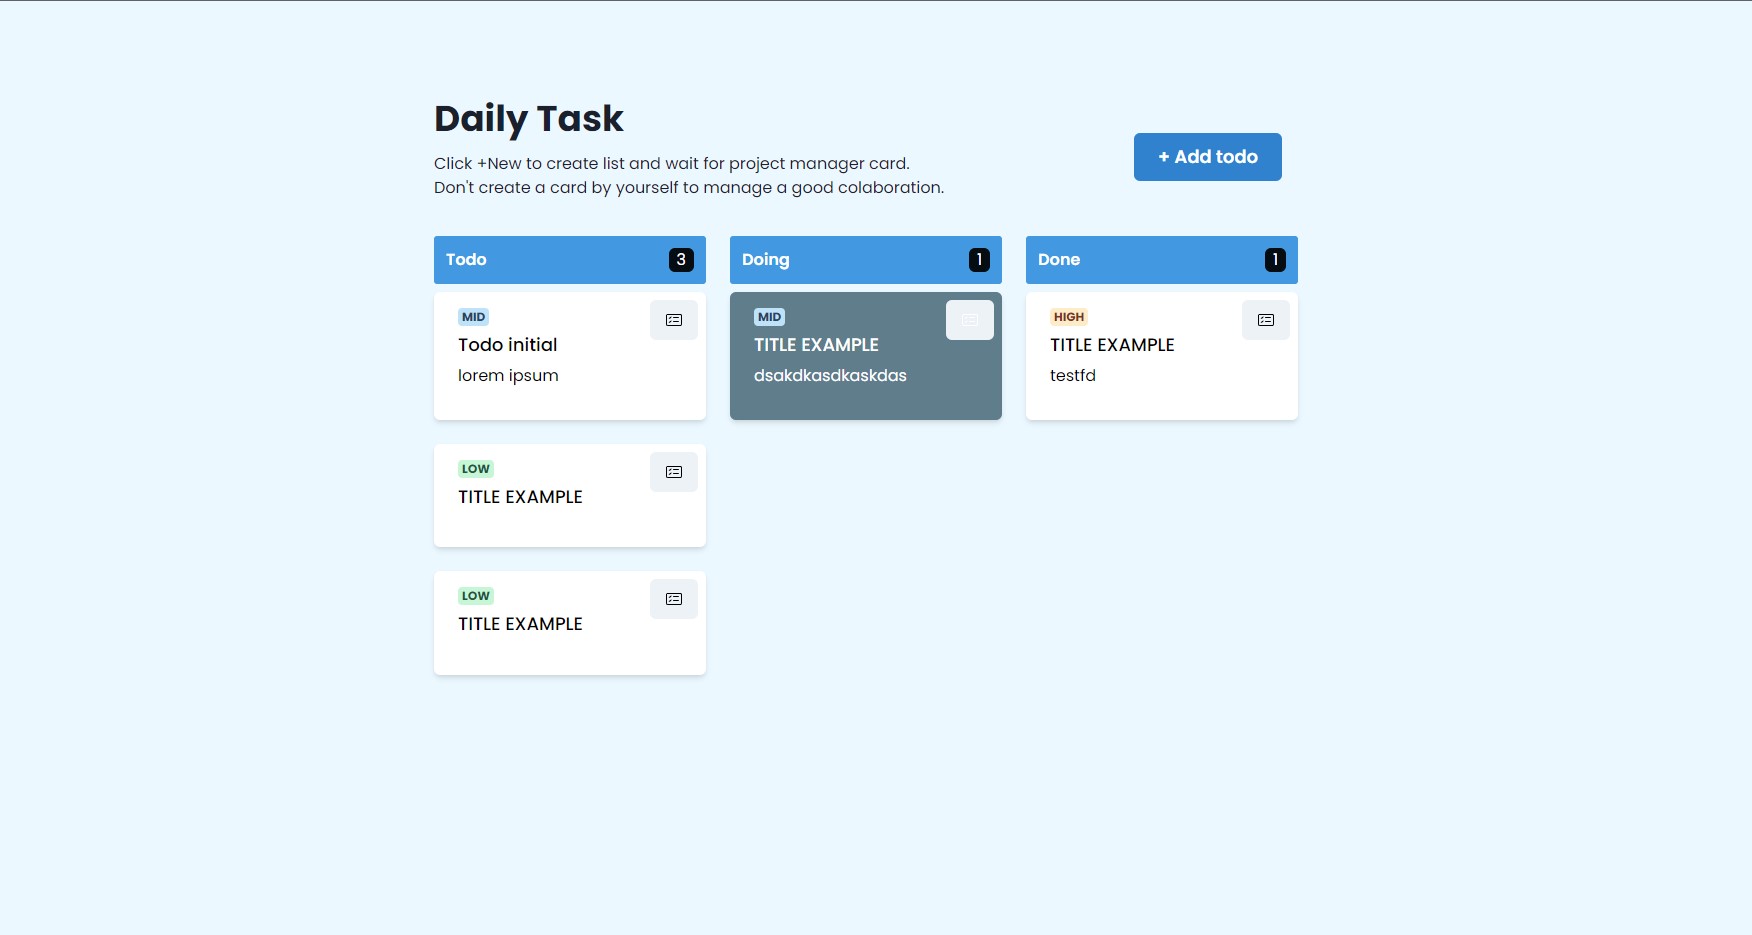 Daily Task
Click +New to create list and wait for project manager card.
Don't create a card by yourself to manage a good colaboration.
+ Add todo
Todo 3
MID
Todo initial
lorem ipsum
LOW
TITLE EXAMPLE
LOW
TITLE EXAMPLE
Doing 1
MID
TITLE EXAMPLE
dsakdkasdkaskdas
Done 1
HIGH
TITLE EXAMPLE
testfd